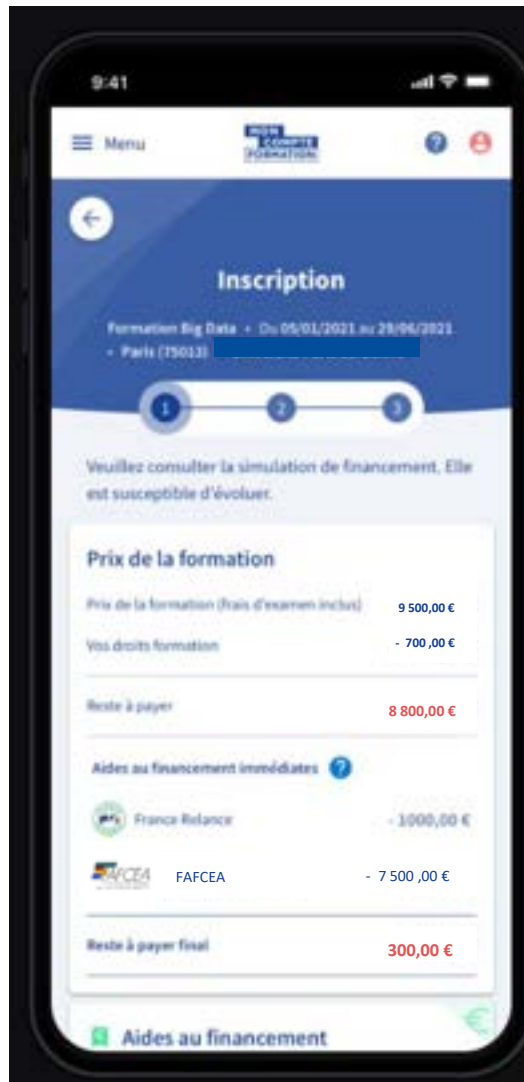 9:41
Menu
MON
COMPTE
FORMATION
?
Inscription
Formation Big Data • Du 05/01/2021 au 29/06/2021
• Paris (75013)
1 2 3
Veuillez consulter la simulation de financement. Elle
est susceptible d'évoluer.
Prix de la formation
Prix de la formation (frais d'examen inclus) 9 500,00 €
Vos droits formation - 700 ,00 €
Reste à payer 8 800,00 €
Aides au financement immédiates ?
France Relance - 1000,00 €
FAFCEA FAFCEA - 7 500 ,00 €
Reste à payer final 300,00 €
Aides au financement
€